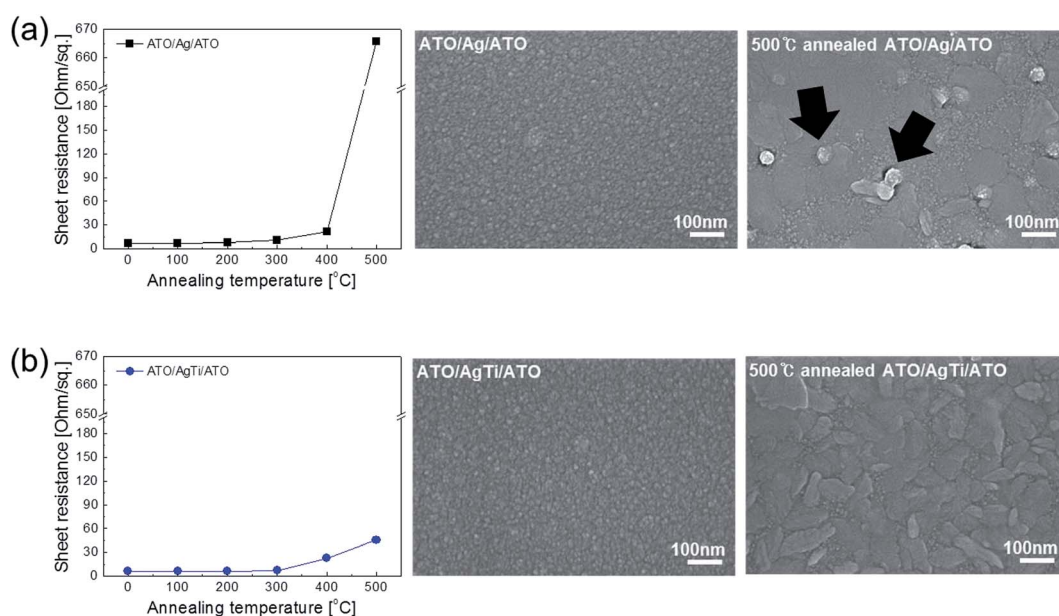 (a)
670
660
650
180
150
120
90
60
30
0
Sheet resistance [Ohm/sq.]
ATO/Ag/ATO
0 100 200 300 400 500
Annealing temperature [°C]
ATO/Ag/ATO
100nm
500℃ annealed ATO/Ag/ATO
100nm
(b)
670
660
650
180
150
120
90
60
30
0
Sheet resistance [Ohm/sq.]
ATO/AgTi/ATO
0 100 200 300 400 500
Annealing temperature [°C]
ATO/AgTi/ATO
100nm
500℃ annealed ATO/AgTi/ATO
100nm